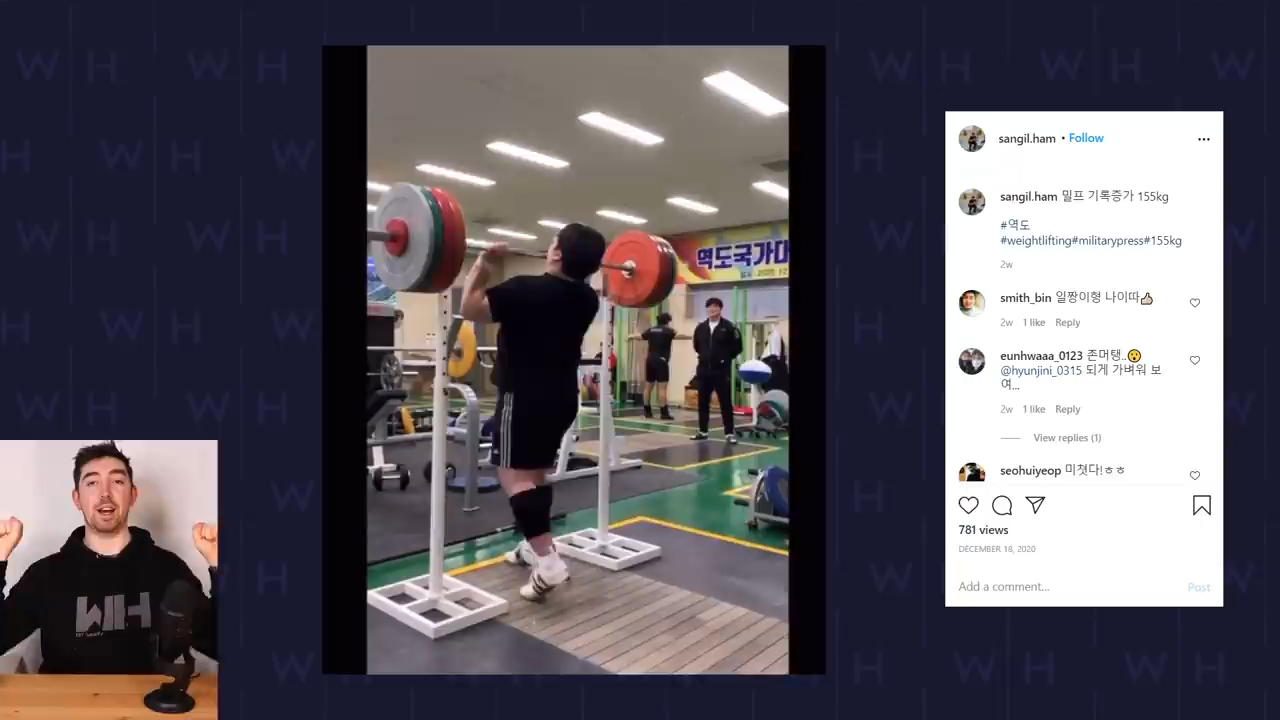 역도국가대
sangil.ham • Follow
sangil.ham 밀프 기록증가 155kg
#역도
#weightlifting#militarypress#155kg
2w
smith_bin 일짱이형 나이따👍🏻
2w 1 like Reply
eunhwaaa_0123 존머탱..😮
@hyunjini_0315 되게 가벼워 보
여...
2w 1 like Reply
View replies (1)
seohuiyeop 미쳣다!ㅎㅎ
781 views
DECEMBER 18, 2020
Add a comment... Post
WH